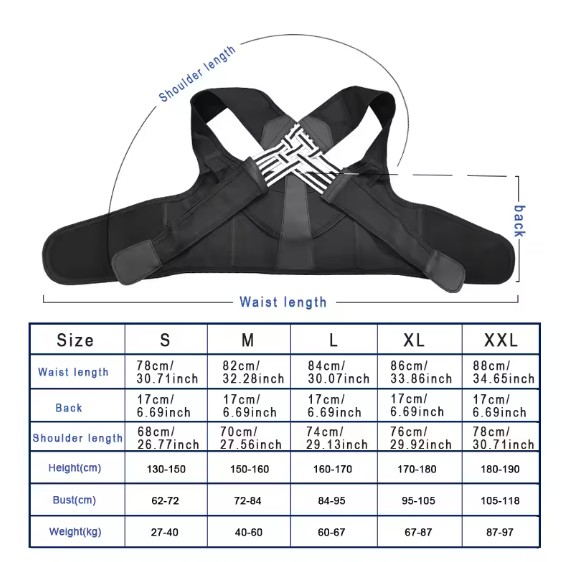 Shoulder length
back
Waist length
Size S M L XL XXL
Waist length 78cm/ 82cm/ 84cm/ 86cm/ 88cm/
30.71inch 32.28inch 30.07inch 33.86inch 34.65inch
Back 17cm/ 17cm/ 17cm/ 17cm/ 17cm/
6.69inch 6.69inch 6.69inch 6.69inch 6.69inch
Shoulder length 68cm/ 70cm/ 74cm/ 76cm/ 78cm/
26.77inch 27.56inch 29.13inch 29.92inch 30.71inch
Height(cm) 130-150 150-160 160-170 170-180 180-190
Bust(cm) 62-72 72-84 84-95 95-105 105-118
Weight(kg) 27-40 40-60 60-67 67-87 87-97